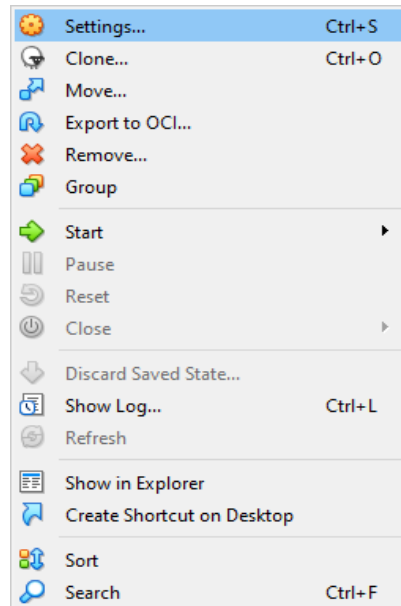 Settings... Ctrl+S
Clone... Ctrl+O
Move...
Export to OCI...
Remove...
Group
Start
Pause
Reset
Close
Discard Saved State...
Show Log... Ctrl+L
Refresh
Show in Explorer
Create Shortcut on Desktop
Sort
Search Ctrl+F